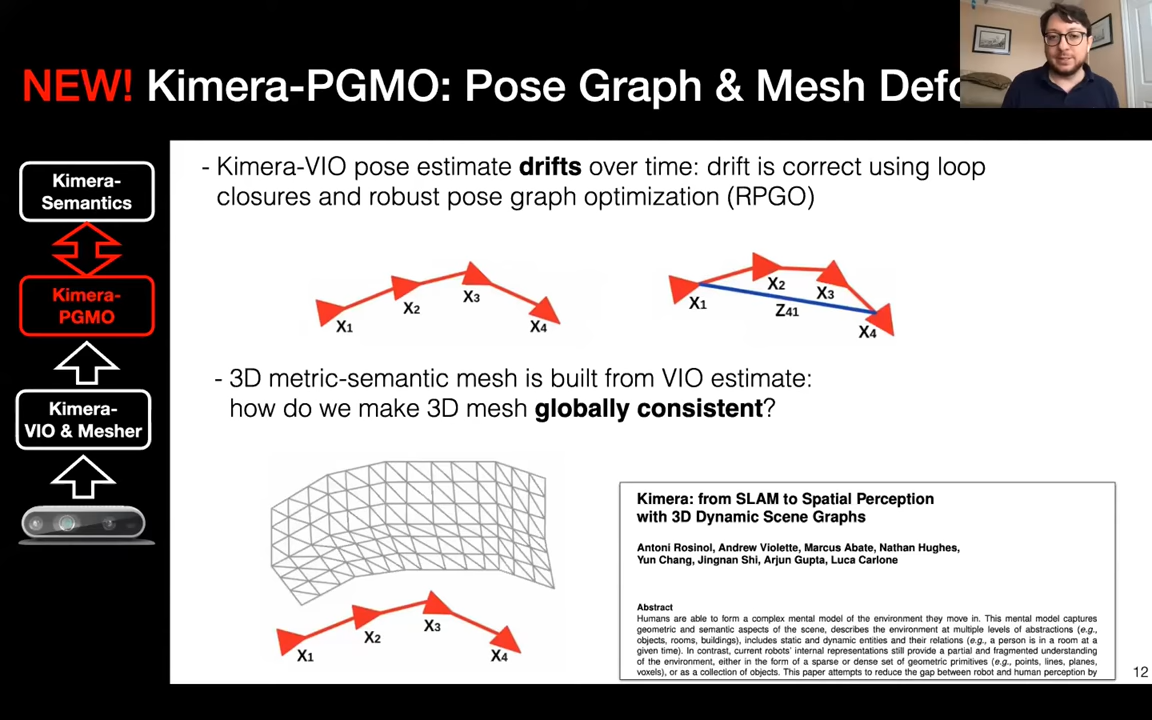 NEW! Kimera-PGMO: Pose Graph & Mesh Defo
Kimera-
Semantics
Kimera-
PGMO
Kimera-
VIO & Mesher
- Kimera-VIO pose estimate drifts over time: drift is correct using loop
closures and robust pose graph optimization (RPGO)
X1
X2
X3
X4
X1
X2
X3
Z41
X4
- 3D metric-semantic mesh is built from VIO estimate:
how do we make 3D mesh globally consistent?
X1
X2
X3
X4
Kimera: from SLAM to Spatial Perception
with 3D Dynamic Scene Graphs
Antoni Rosinol, Andrew Violette, Marcus Abate, Nathan Hughes,
Yun Chang, Jingnan Shi, Arjun Gupta, Luca Carlone
Abstract
Humans are able to form a complex mental model of the environment they move in. This mental model captures
geometric and semantic aspects of the scene, describes the environment at multiple levels of abstractions (e.g.,
objects, rooms, buildings), includes static and dynamic entities and their relations (e.g., a person is in a room at a
given time). In contrast, current robots' internal representations still provide a partial and fragmented understanding
of the environment, either in the form of a sparse or dense set of geometric primitives (e.g., points, lines, planes,
voxels), or as a collection of objects. This paper attempts to reduce the gap between robot and human perception by
12